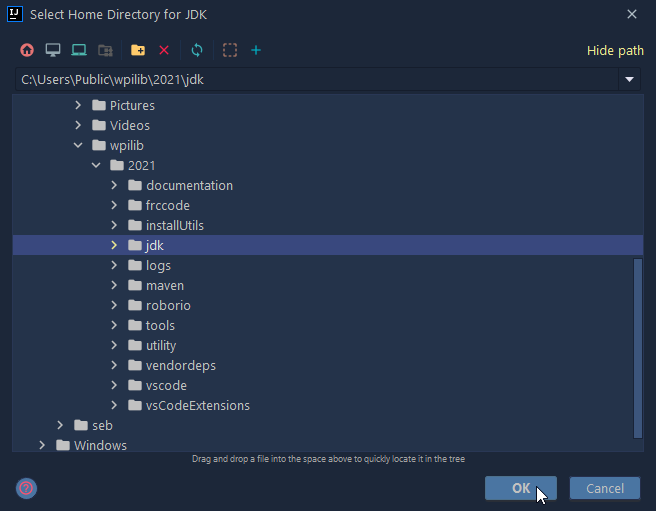 IJ
Select Home Directory for JDK
Hide path
C:\Users\Public\wpilib\2021\jdk
Pictures
Videos
wpilib
2021
documentation
frccode
installUtils
jdk
logs
maven
roborio
tools
utility
vendordeps
vscode
vsCodeExtensions
seb
Windows
Drag and drop a file into the space above to quickly locate it in the tree
?
OK
Cancel